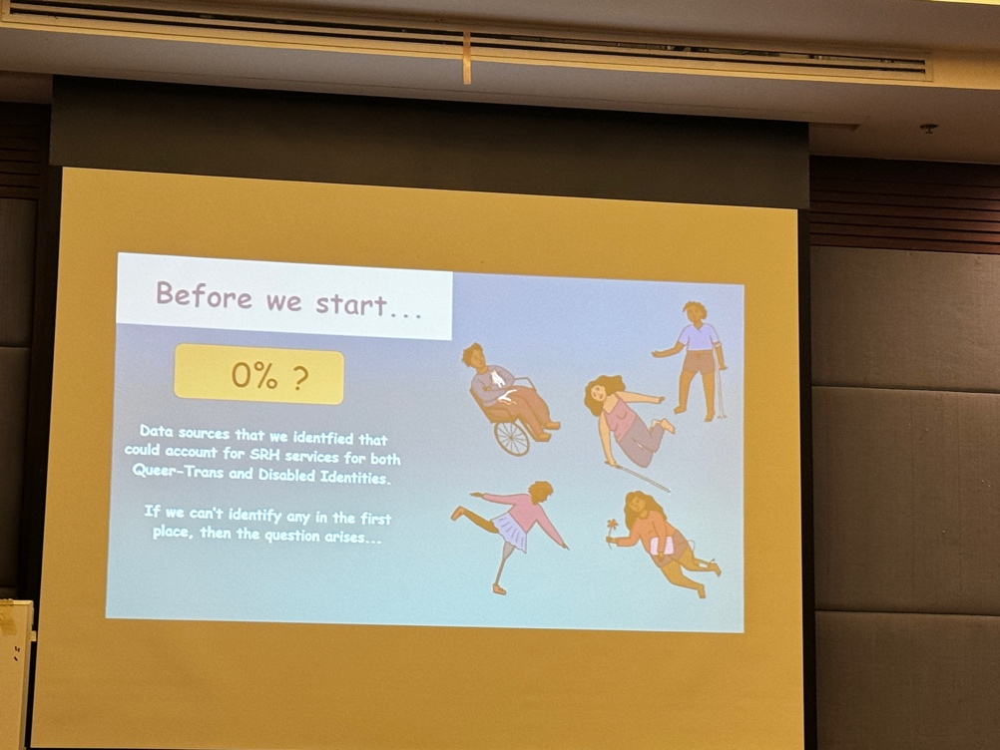 Before we start...
0% ?
Data sources that we identfied that
could account for SRH services for both
Queer-Trans and Disabled Identities.
If we can't identify any in the first
place, then the question arises...